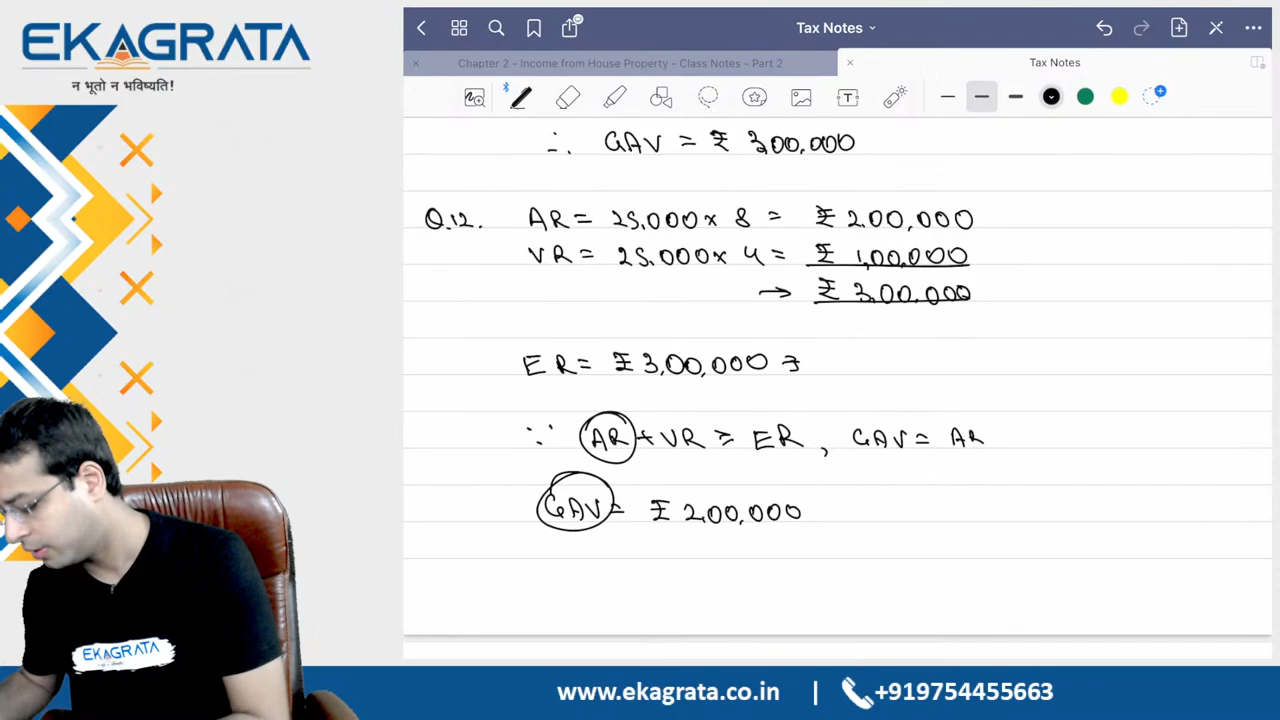 EKAGRATA
न भूतो न भविष्यति!
Tax Notes
Chapter 2 - Income from House Property - Class Notes - Part 2
Tax Notes
∴ GAV = ₹ 3,00,000
Q.12. AR = 25,000 × 8 = ₹ 2,00,000
VR = 25,000 × 4 = ₹ 1,00,000
→ ₹ 3,00,000
ER = ₹ 3,00,000
∵ AR + VR ≥ ER, GAV = AR
GAV = ₹ 2,00,000
EKAGRATA
www.ekagrata.co.in | +919754455663